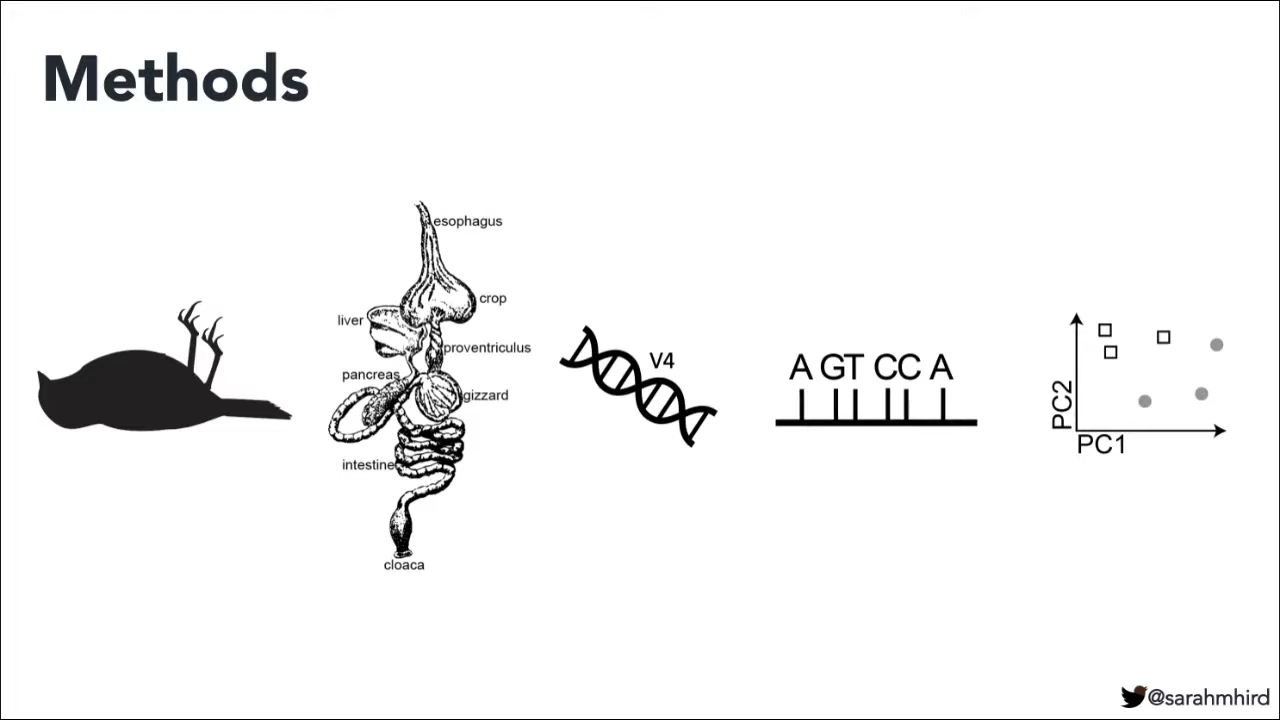 Methods
esophagus
crop
liver
proventriculus
pancreas
gizzard
intestine
cloaca
V4
A GT CC A
PC2
PC1
@sarahmhird